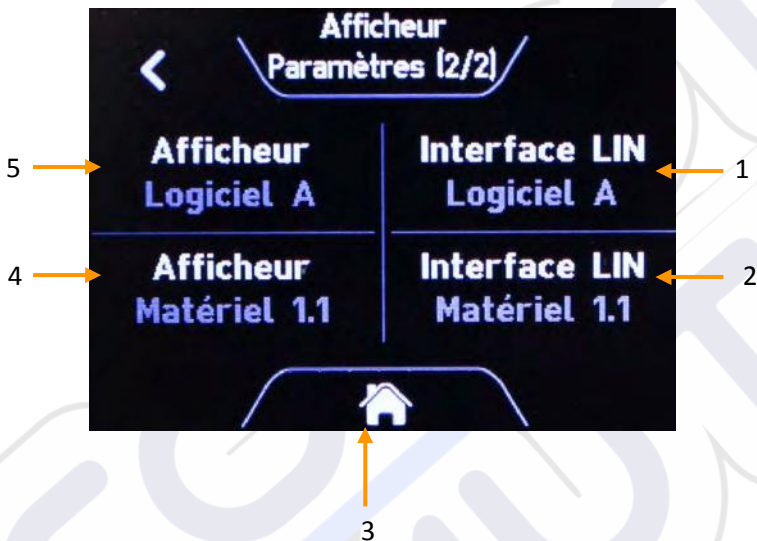 Afficheur
Paramètres (2/2)
5
Afficheur
Logiciel A
Interface LIN
Logiciel A
1
4
Afficheur
Matériel 1.1
Interface LIN
Matériel 1.1
2
3